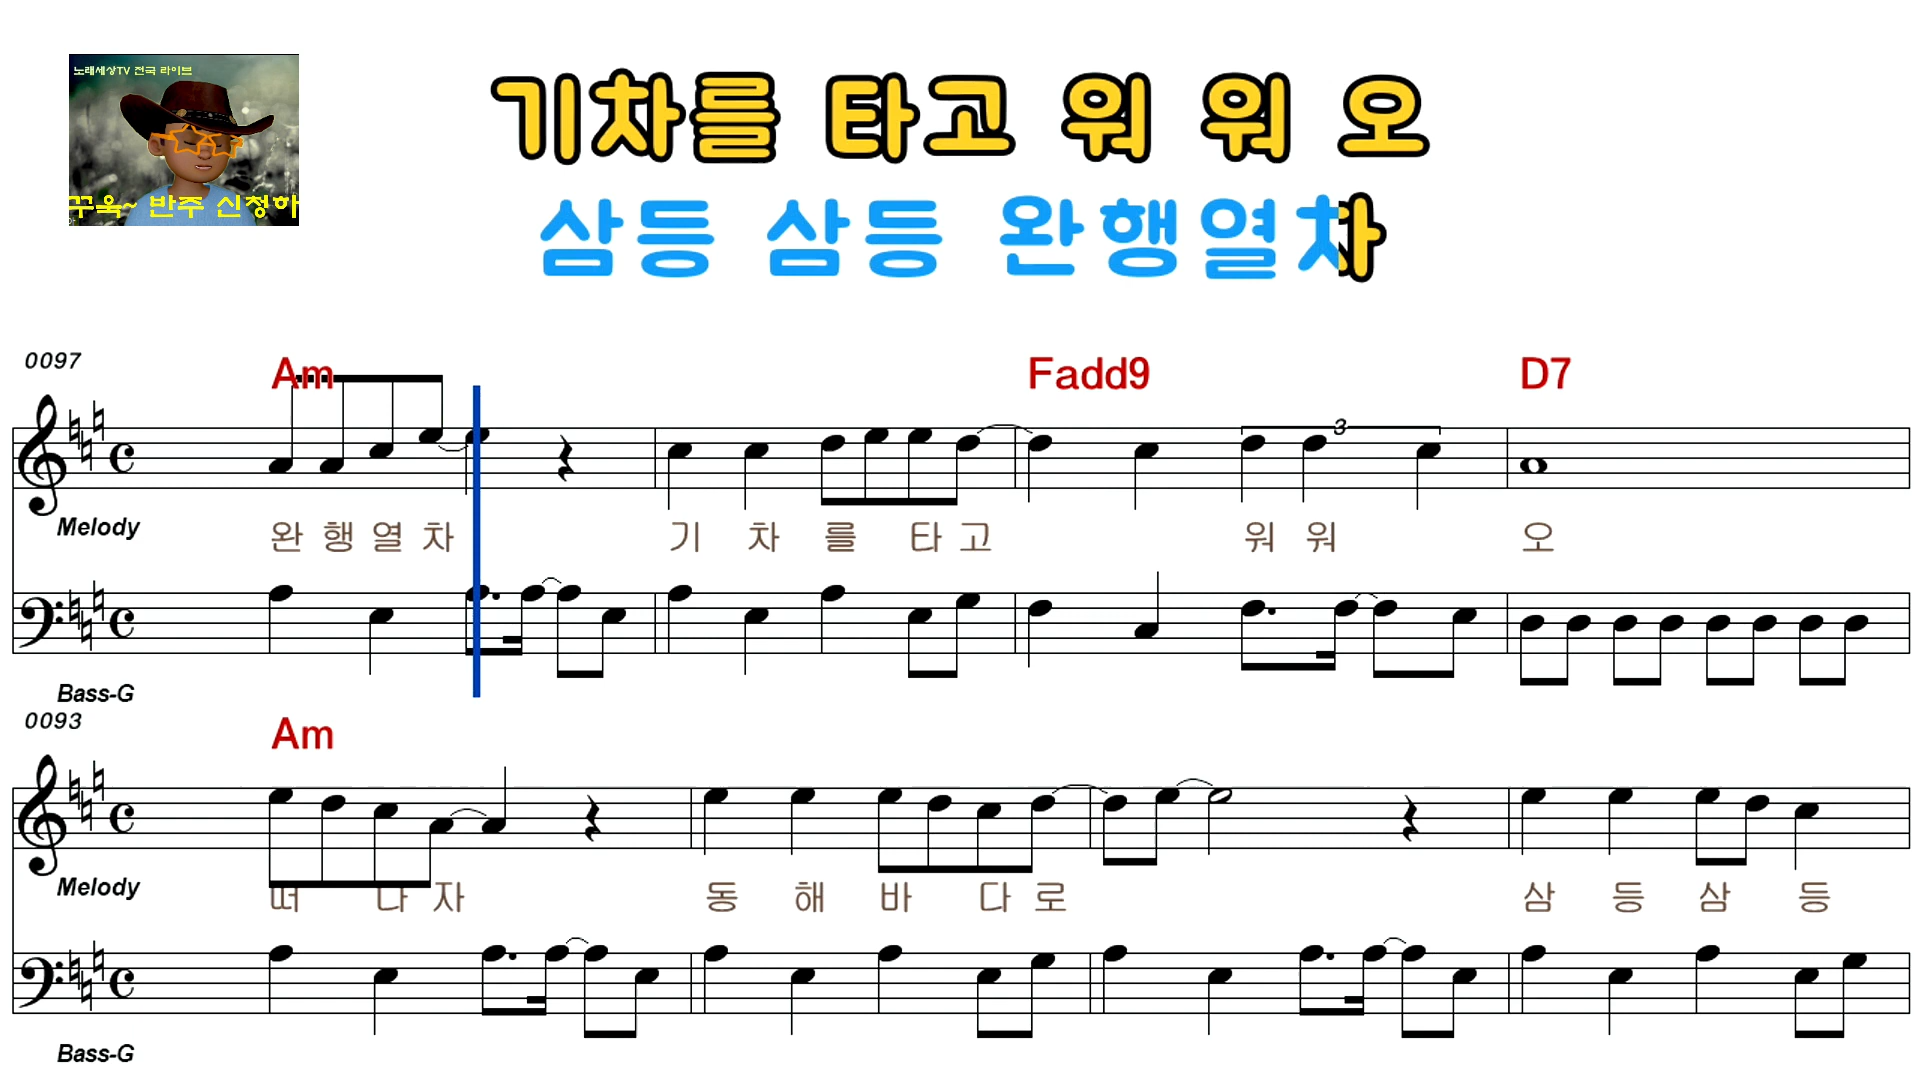 노래세상TV 전국 라이브
꾸욱~ 반주 신청하
기차를 타고 워 워 오
삼등 삼등 완행열차
0097
Am Fadd9 D7
3
Melody
완 행 열 차 기 차 를 타 고 워 워 오
Bass-G
0093
Am
Melody
떠 나 자 동 해 바 다 로 삼 등 삼 등
Bass-G